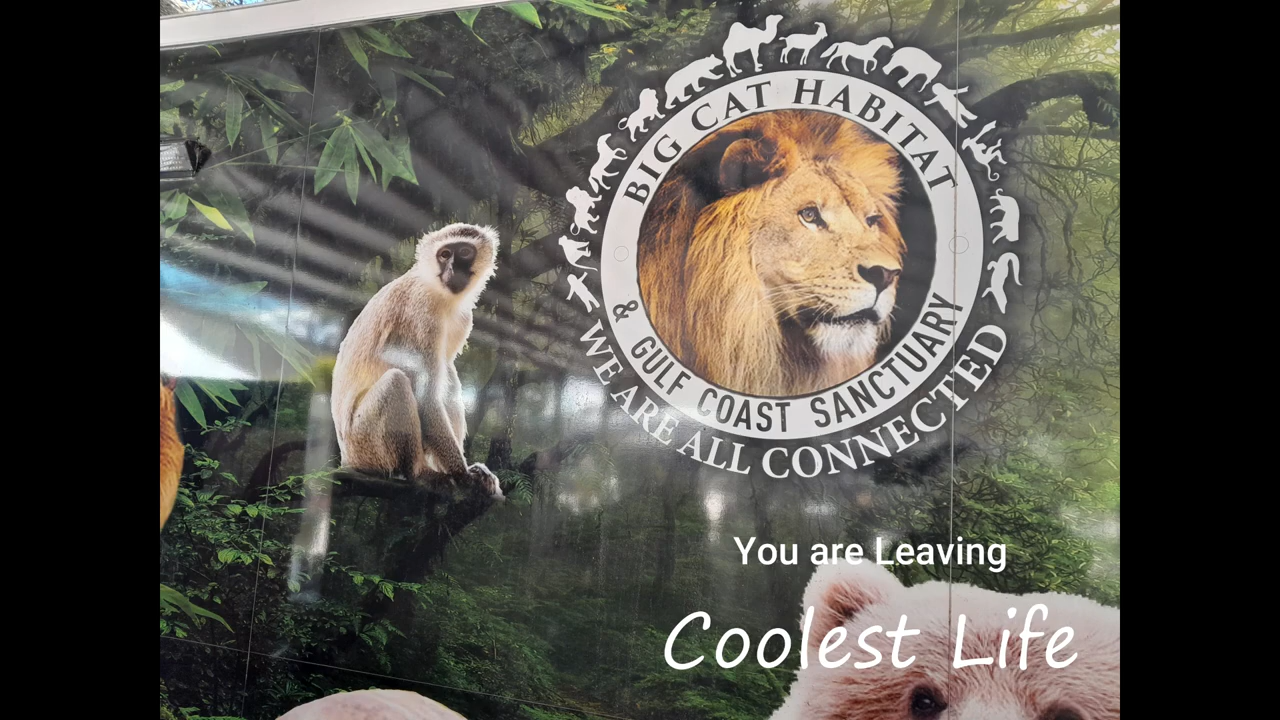 BIG CAT HABITAT
& GULF COAST SANCTUARY
WE ARE ALL CONNECTED
You are Leaving
Coolest Life